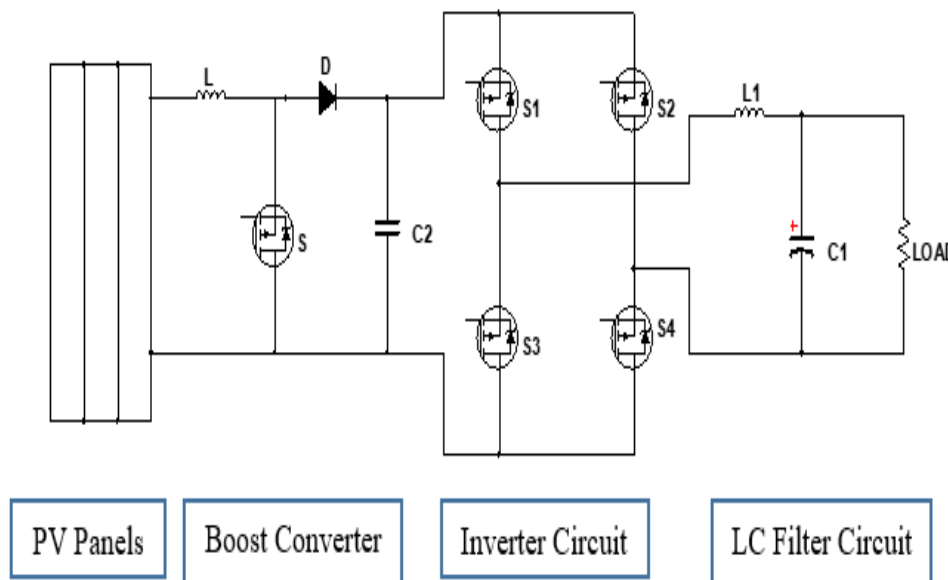 L
D
S
C2
S1
S2
S3
S4
L1
+
C1
LOAD
PV Panels
Boost Converter
Inverter Circuit
LC Filter Circuit